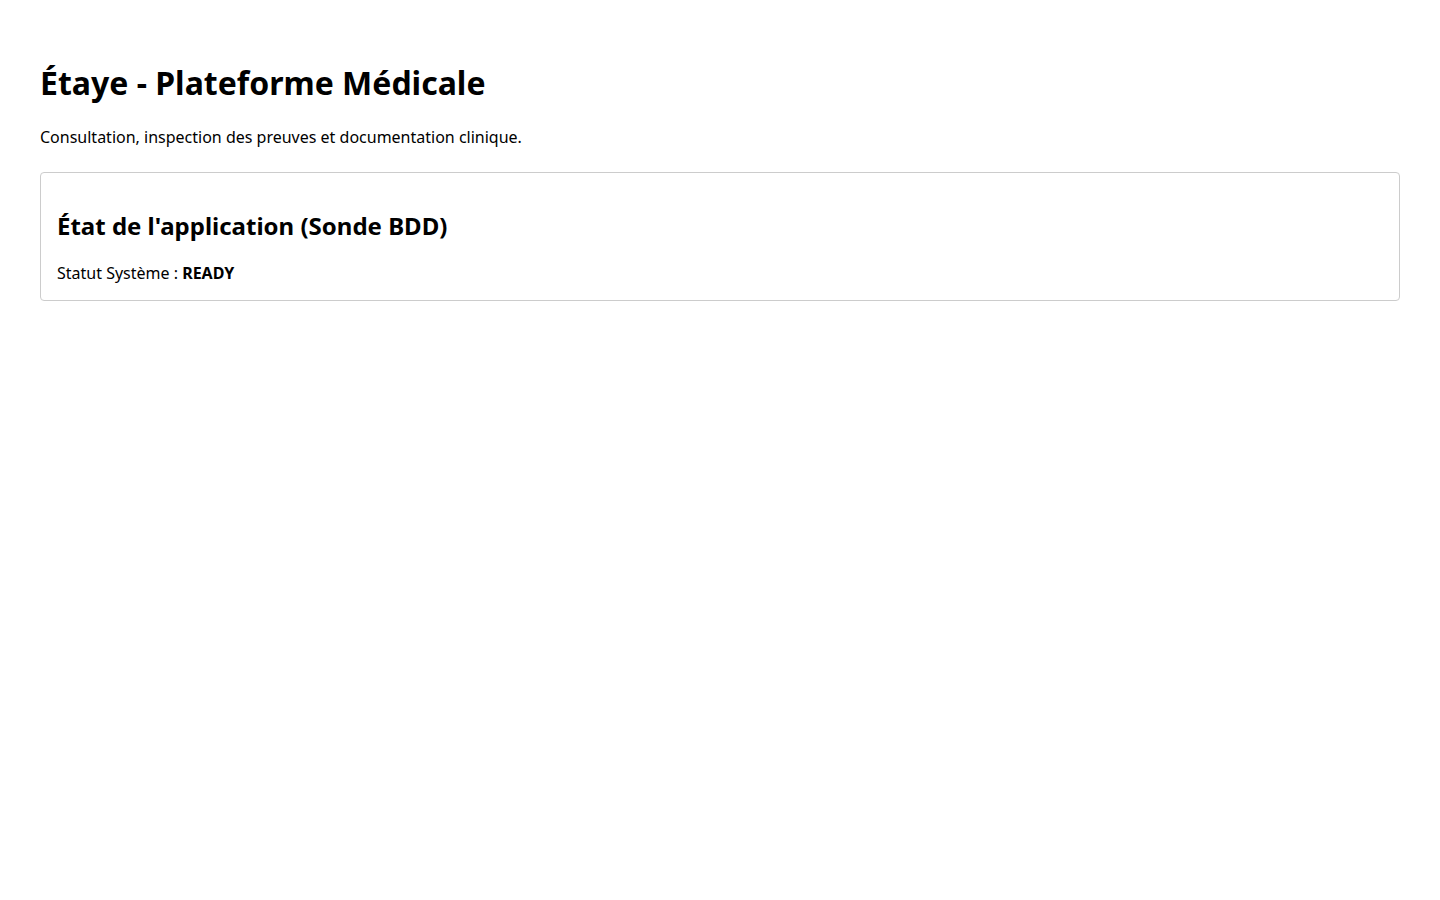 Étaye - Plateforme Médicale
Consultation, inspection des preuves et documentation clinique.
État de l'application (Sonde BDD)
Statut Système : READY